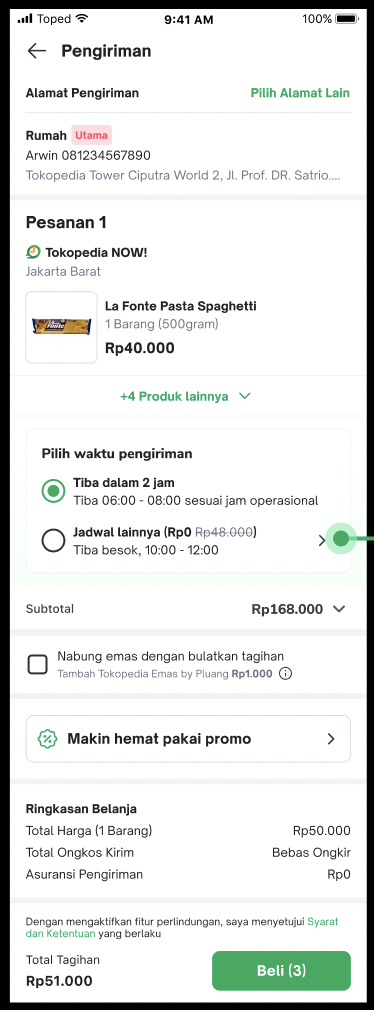 Toped 9:41 AM 100%
Pengiriman
Alamat Pengiriman Pilih Alamat Lain
Rumah Utama
Arwin 081234567890
Tokopedia Tower Ciputra World 2, Jl. Prof. DR. Satrio....
Pesanan 1
Tokopedia NOW!
Jakarta Barat
La Fonte
La Fonte Pasta Spaghetti
1 Barang (500gram)
Rp40.000
+4 Produk lainnya
Pilih waktu pengiriman
Tiba dalam 2 jam
Tiba 06:00 - 08:00 sesuai jam operasional
Jadwal lainnya (Rp0 Rp48.000)
Tiba besok, 10:00 - 12:00
Subtotal Rp168.000
Nabung emas dengan bulatkan tagihan
Tambah Tokopedia Emas by Pluang Rp1.000
Makin hemat pakai promo
Ringkasan Belanja
Total Harga (1 Barang) Rp50.000
Total Ongkos Kirim Bebas Ongkir
Asuransi Pengiriman Rp0
Dengan mengaktifkan fitur perlindungan, saya menyetujui Syarat
dan Ketentuan yang berlaku
Total Tagihan
Rp51.000
Beli (3)